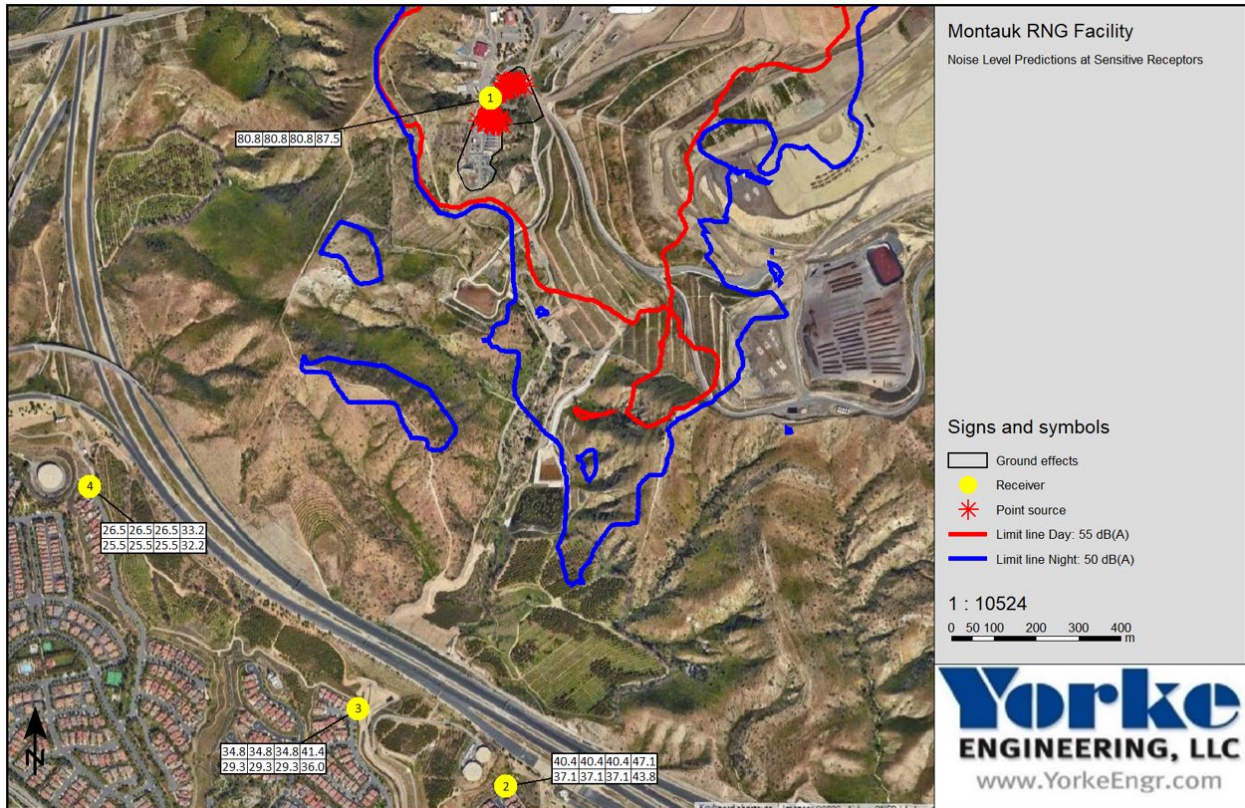 Montauk RNG Facility
Noise Level Predictions at Sensitive Receptors
1
80.8 80.8 80.8 87.5
4
26.5 26.5 26.5 33.2
25.5 25.5 25.5 32.2
3
34.8 34.8 34.8 41.4
29.3 29.3 29.3 36.0
2
40.4 40.4 40.4 47.1
37.1 37.1 37.1 43.8
N
Signs and symbols
Ground effects
Receiver
Point source
Limit line Day: 55 dB(A)
Limit line Night: 50 dB(A)
1 : 10524
0 50 100 200 300 400
m
Yorke
ENGINEERING, LLC
www.YorkeEngr.com